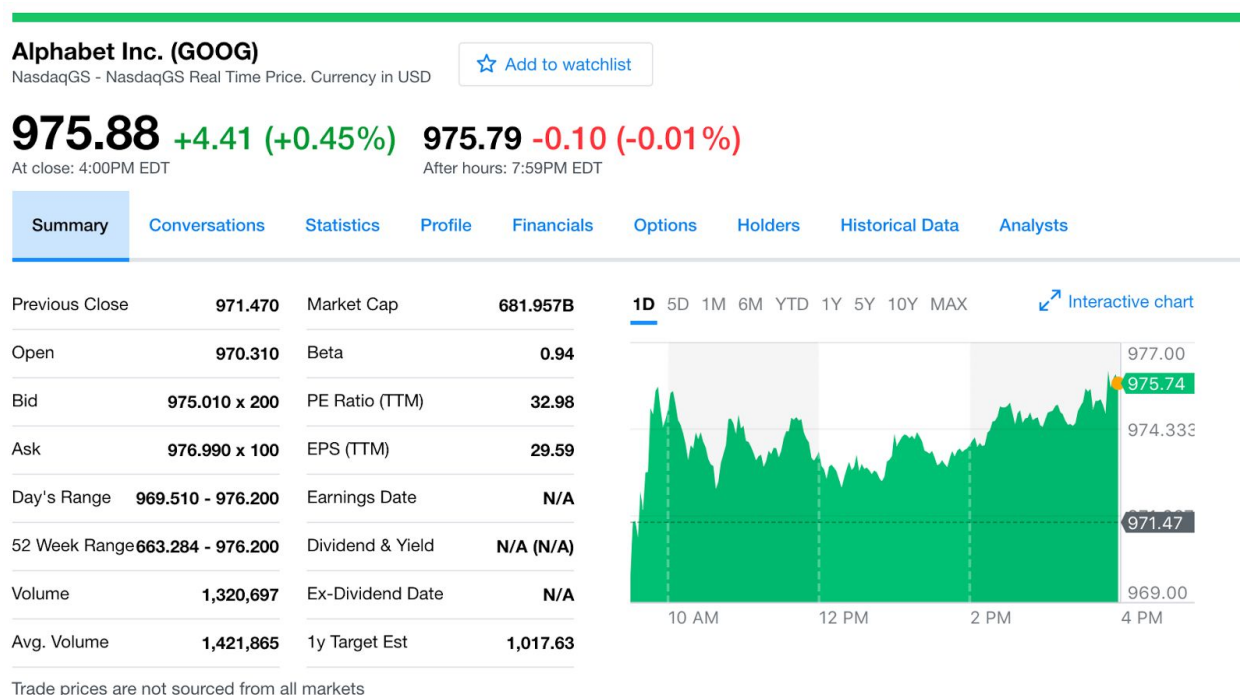 Alphabet Inc. (GOOG)
NasdaqGS - NasdaqGS Real Time Price. Currency in USD
Add to watchlist
975.88 +4.41 (+0.45%) 975.79 -0.10 (-0.01%)
At close: 4:00PM EDT After hours: 7:59PM EDT
Summary Conversations Statistics Profile Financials Options Holders Historical Data Analysts
Previous Close 971.470
Open 970.310
Bid 975.010 x 200
Ask 976.990 x 100
Day's Range 969.510 - 976.200
52 Week Range 663.284 - 976.200
Volume 1,320,697
Avg. Volume 1,421,865
Market Cap 681.957B
Beta 0.94
PE Ratio (TTM) 32.98
EPS (TTM) 29.59
Earnings Date N/A
Dividend & Yield N/A (N/A)
Ex-Dividend Date N/A
1y Target Est 1,017.63
1D 5D 1M 6M YTD 1Y 5Y 10Y MAX
Interactive chart
977.00
975.74
974.333
971.47
969.00
10 AM 12 PM 2 PM 4 PM
Trade prices are not sourced from all markets